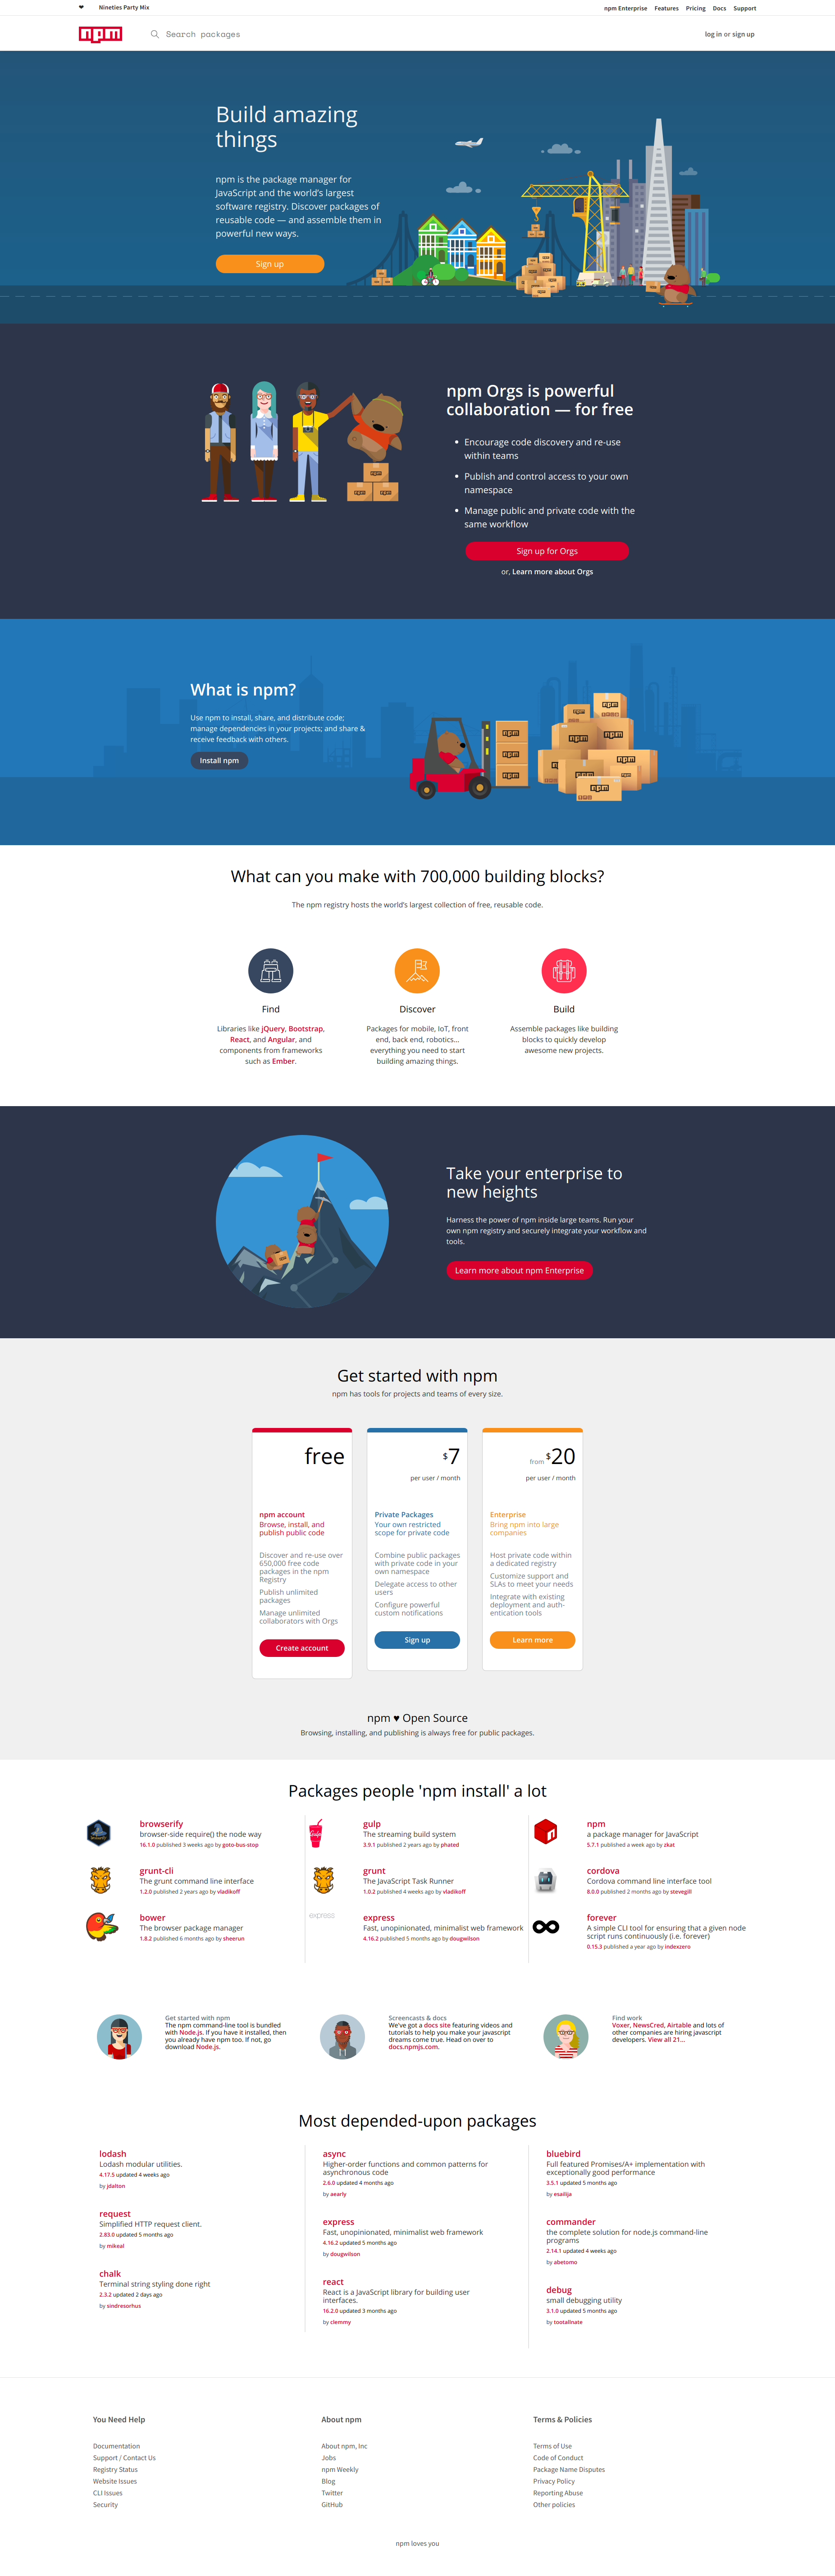 ❤ Nineties Party Mix
npm Enterprise Features Pricing Docs Support
npm
Search packages
log in or sign up
Build amazing
things
npm is the package manager for
JavaScript and the world's largest
software registry. Discover packages of
reusable code — and assemble them in
powerful new ways.
Sign up
npm Orgs is powerful
collaboration — for free
• Encourage code discovery and re-use
within teams
• Publish and control access to your own
namespace
• Manage public and private code with the
same workflow
Sign up for Orgs
or, Learn more about Orgs
npm
npm npm
What is npm?
Use npm to install, share, and distribute code;
manage dependencies in your projects; and share &
receive feedback with others.
Install npm
npm
npm
npm
What can you make with 700,000 building blocks?
The npm registry hosts the world's largest collection of free, reusable code.
Find
Libraries like jQuery, Bootstrap,
React, and Angular, and
components from frameworks
such as Ember.
Discover
Packages for mobile, IoT, front
end, back end, robotics...
everything you need to start
building amazing things.
Build
Assemble packages like building
blocks to quickly develop
awesome new projects.
Take your enterprise to
new heights
Harness the power of npm inside large teams. Run your
own npm registry and securely integrate your workflow and
tools.
Learn more about npm Enterprise
Get started with npm
npm has tools for projects and teams of every size.
free
npm account
Browse, install, and
publish public code
Discover and re-use over
650,000 free code
packages in the npm
Registry
Publish unlimited
packages
Manage unlimited
collaborators with Orgs
Create account
$7
per user / month
Private Packages
Your own restricted
scope for private code
Combine public packages
with private code in your
own namespace
Delegate access to other
users
Configure powerful
custom notifications
Sign up
from $20
per user / month
Enterprise
Bring npm into large
companies
Host private code within
a dedicated registry
Customize support and
SLAs to meet your needs
Integrate with existing
deployment and auth-
entication tools
Learn more
npm ♥ Open Source
Browsing, installing, and publishing is always free for public packages.
Packages people 'npm install' a lot
browserify
browser-side require() the node way
16.1.0 published 3 weeks ago by goto-bus-stop
grunt-cli
The grunt command line interface
1.2.0 published 2 years ago by vladikoff
bower
The browser package manager
1.8.2 published 6 months ago by sheerun
gulp
The streaming build system
3.9.1 published 2 years ago by phated
grunt
The JavaScript Task Runner
1.0.2 published 4 weeks ago by vladikoff
express
express
Fast, unopinionated, minimalist web framework
4.16.2 published 5 months ago by dougwilson
npm
a package manager for JavaScript
5.7.1 published a week ago by zkat
cordova
Cordova command line interface tool
8.0.0 published 2 months ago by stevegill
forever
A simple CLI tool for ensuring that a given node
script runs continuously (i.e. forever)
0.15.3 published a year ago by indexzero
Get started with npm
The npm command-line tool is bundled
with Node.js. If you have it installed, then
you already have npm too. If not, go
download Node.js.
Screencasts & docs
We've got a docs site featuring videos and
tutorials to help you make your javascript
dreams come true. Head on over to
docs.npmjs.com.
Find work
Voxer, NewsCred, Airtable and lots of
other companies are hiring javascript
developers. View all 21...
Most depended-upon packages
lodash
Lodash modular utilities.
4.17.5 updated 4 weeks ago
by jdalton
request
Simplified HTTP request client.
2.83.0 updated 5 months ago
by mikeal
chalk
Terminal string styling done right
2.3.2 updated 2 days ago
by sindresorhus
async
Higher-order functions and common patterns for
asynchronous code
2.6.0 updated 4 months ago
by aearly
express
Fast, unopinionated, minimalist web framework
4.16.2 updated 5 months ago
by dougwilson
react
React is a JavaScript library for building user
interfaces.
16.2.0 updated 3 months ago
by clemmy
bluebird
Full featured Promises/A+ implementation with
exceptionally good performance
3.5.1 updated 5 months ago
by esailija
commander
the complete solution for node.js command-line
programs
2.14.1 updated 4 weeks ago
by abetomo
debug
small debugging utility
3.1.0 updated 5 months ago
by tootallnate
You Need Help
Documentation
Support / Contact Us
Registry Status
Website Issues
CLI Issues
Security
About npm
About npm, Inc
Jobs
npm Weekly
Blog
Twitter
GitHub
Terms & Policies
Terms of Use
Code of Conduct
Package Name Disputes
Privacy Policy
Reporting Abuse
Other policies
npm loves you